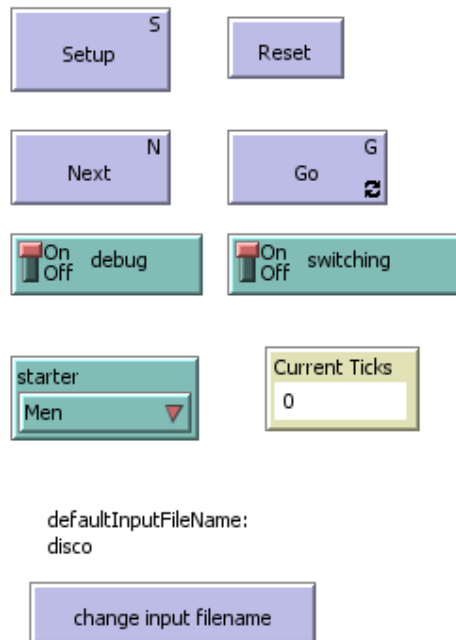 S
Setup
Reset
N
Next
G
Go
On
Off
debug
On
Off
switching
starter
Men
Current Ticks
0
defaultInputFileName:
disco
change input filename